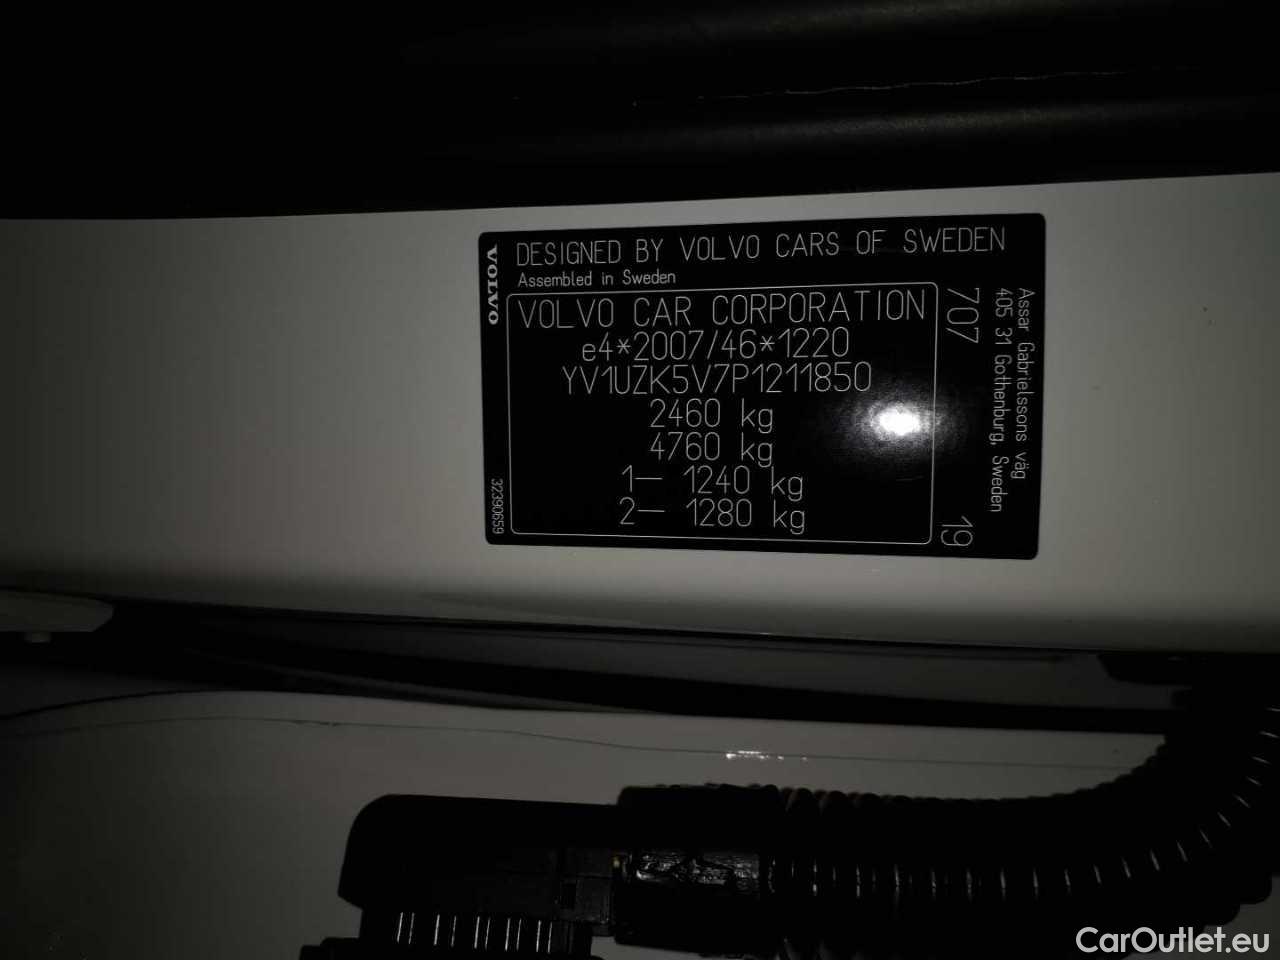 VOLVO
DESIGNED BY VOLVO CARS OF SWEDEN
Assembled in Sweden
VOLVO CAR CORPORATION
e4*2007/46*1220
YV1UZK5V7P1211850
2460 kg
4760 kg
1— 1240 kg
2— 1280 kg
32390659
707
19
Assar Gabrielssons väg
405 31 Gothenburg, Sweden
CarOutlet.eu